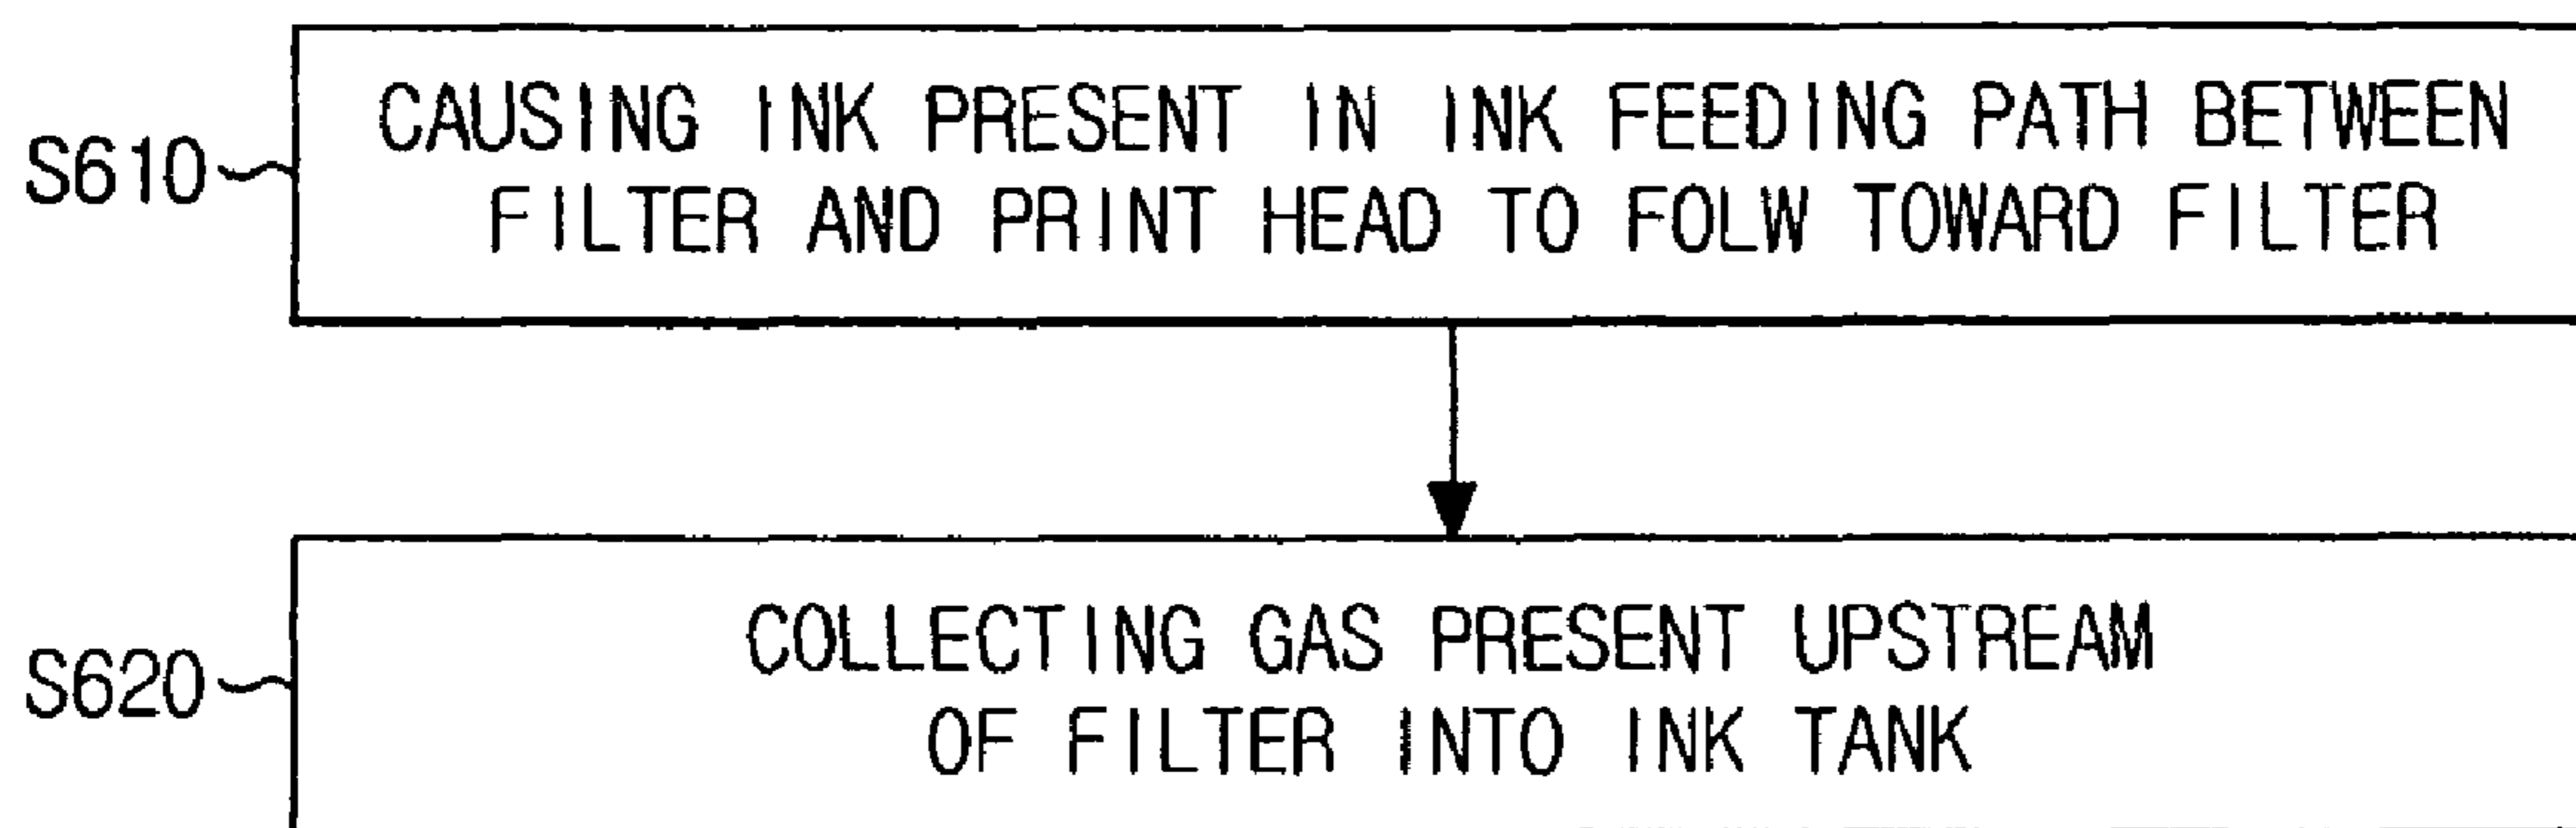 CAUSING INK PRESENT IN INK FEEDING PATH BETWEEN
S610
FILTER AND PRINT HEAD TO FOLW TOWARD FILTER
COLLECTING GAS PRESENT UPSTREAM
S620
OF FILTER INTO INK TANK